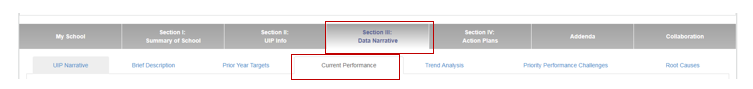 My School
Section I:
Summary of School
Section II:
UIP Info
Section III:
Data Narrative
Section IV:
Action Plans
Addenda
Collaboration
UIP Narrative
Brief Description
Prior Year Targets
Current Performance
Trend Analysis
Priority Performance Challenges
Root Causes